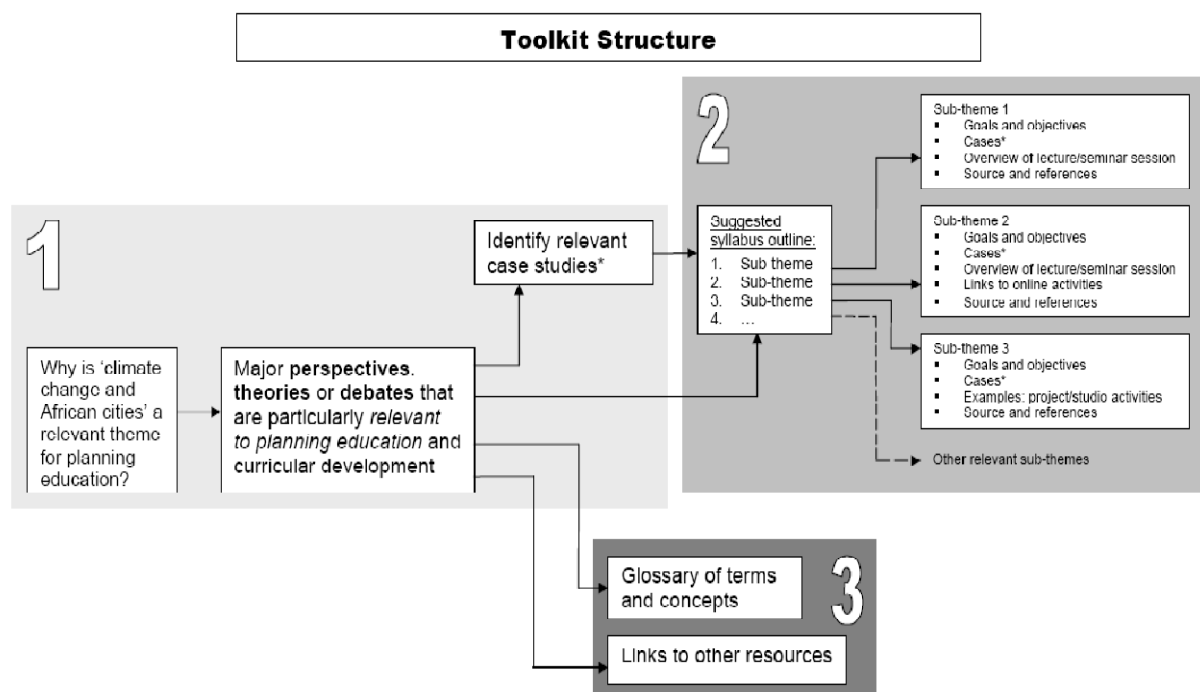 Toolkit Structure
1
Why is 'climate
change and
African cities' a
relevant theme
for planning
education?
Major perspectives,
theories or debates that
are particularly relevant
to planning education and
curricular development
Identify relevant
case studies*
2
Suggested
syllabus outline:
1. Sub theme
2. Sub-theme
3. Sub-theme
4. ...
Sub-theme 1
▪ Goals and objectives
▪ Cases*
▪ Overview of lecture/seminar session
▪ Source and references
Sub-theme 2
▪ Goals and objectives
▪ Cases*
▪ Overview of lecture/seminar session
▪ Links to online activities
▪ Source and references
Sub-theme 3
▪ Goals and objectives
▪ Cases*
▪ Examples: project/studio activities
▪ Source and references
Other relevant sub-themes
3
Glossary of terms
and concepts
Links to other resources